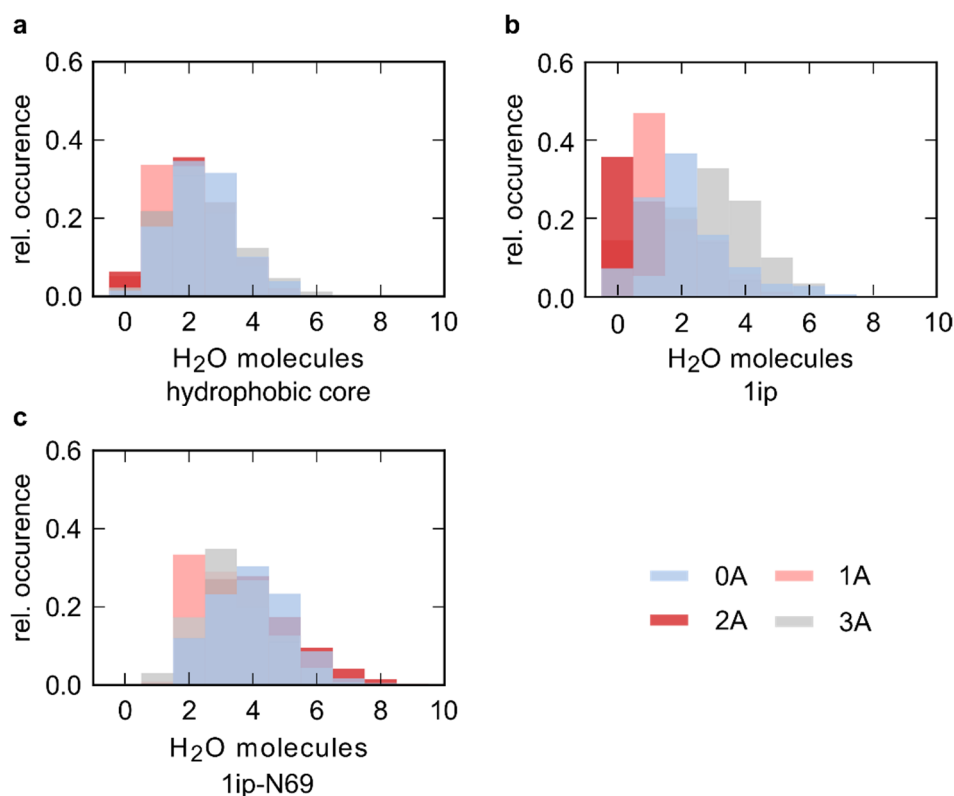 a
0.6
0.4
0.2
0.0
rel. occurence
0 2 4 6 8 10
H₂O molecules
hydrophobic core
b
0.6
0.4
0.2
0.0
rel. occurence
0 2 4 6 8 10
H₂O molecules
1ip
c
0.6
0.4
0.2
0.0
rel. occurence
0 2 4 6 8 10
H₂O molecules
1ip-N69
0A 1A
2A 3A